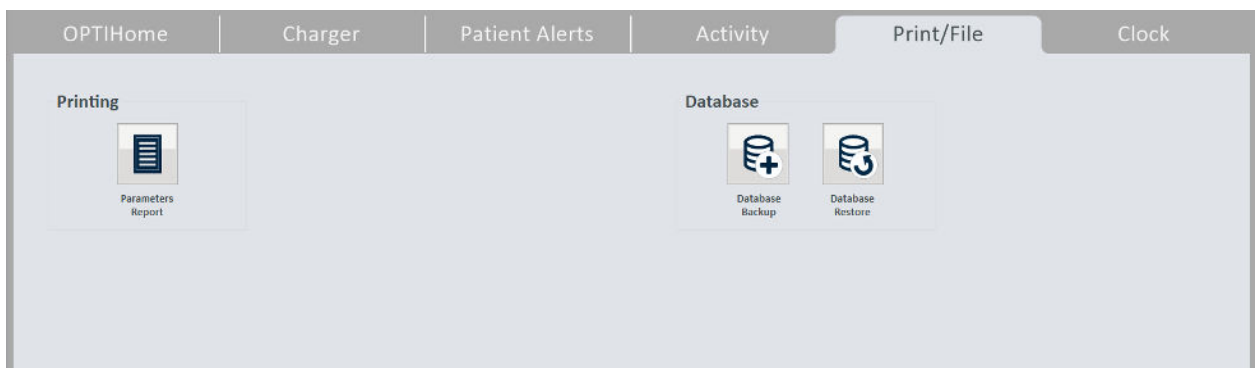 OPTIHome
Charger
Patient Alerts
Activity
Print/File
Clock
Printing
Parameters
Report
Database
Database
Backup
Database
Restore